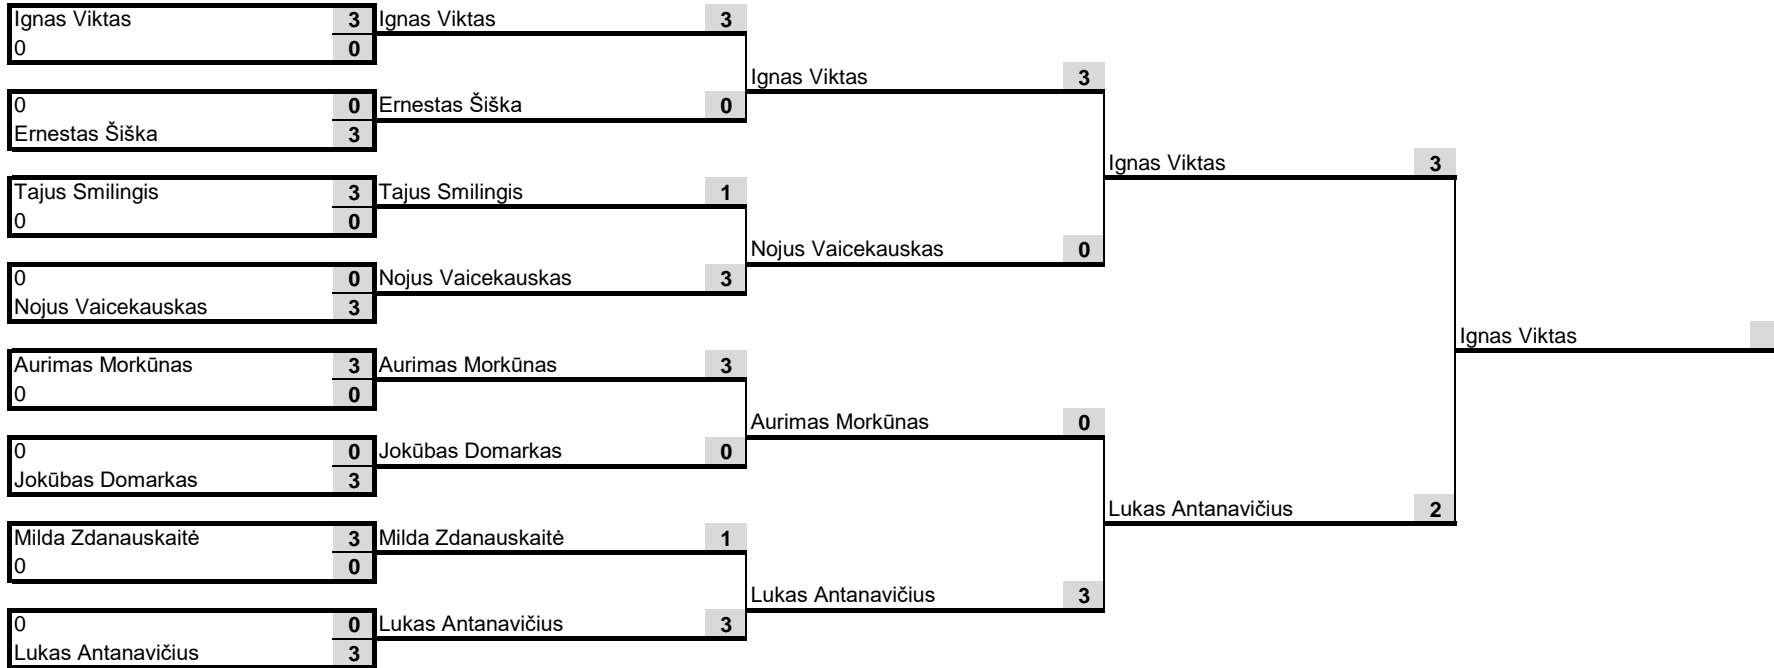 Ignas Viktas 3 Ignas Viktas 3
0 0
Ignas Viktas 3
0 0 Ernestas Šiška 0
Ernestas Šiška 3
Ignas Viktas 3
Tajus Smilingis 3 Tajus Smilingis 1
0 0
Nojus Vaicekauskas 0
0 0 Nojus Vaicekauskas 3
Nojus Vaicekauskas 3
Ignas Viktas
Aurimas Morkūnas 3 Aurimas Morkūnas 3
0 0
Aurimas Morkūnas 0
0 0 Jokūbas Domarkas 0
Jokūbas Domarkas 3
Lukas Antanavičius 2
Milda Zdanauskaitė 3 Milda Zdanauskaitė 1
0 0
Lukas Antanavičius 3
0 0 Lukas Antanavičius 3
Lukas Antanavičius 3